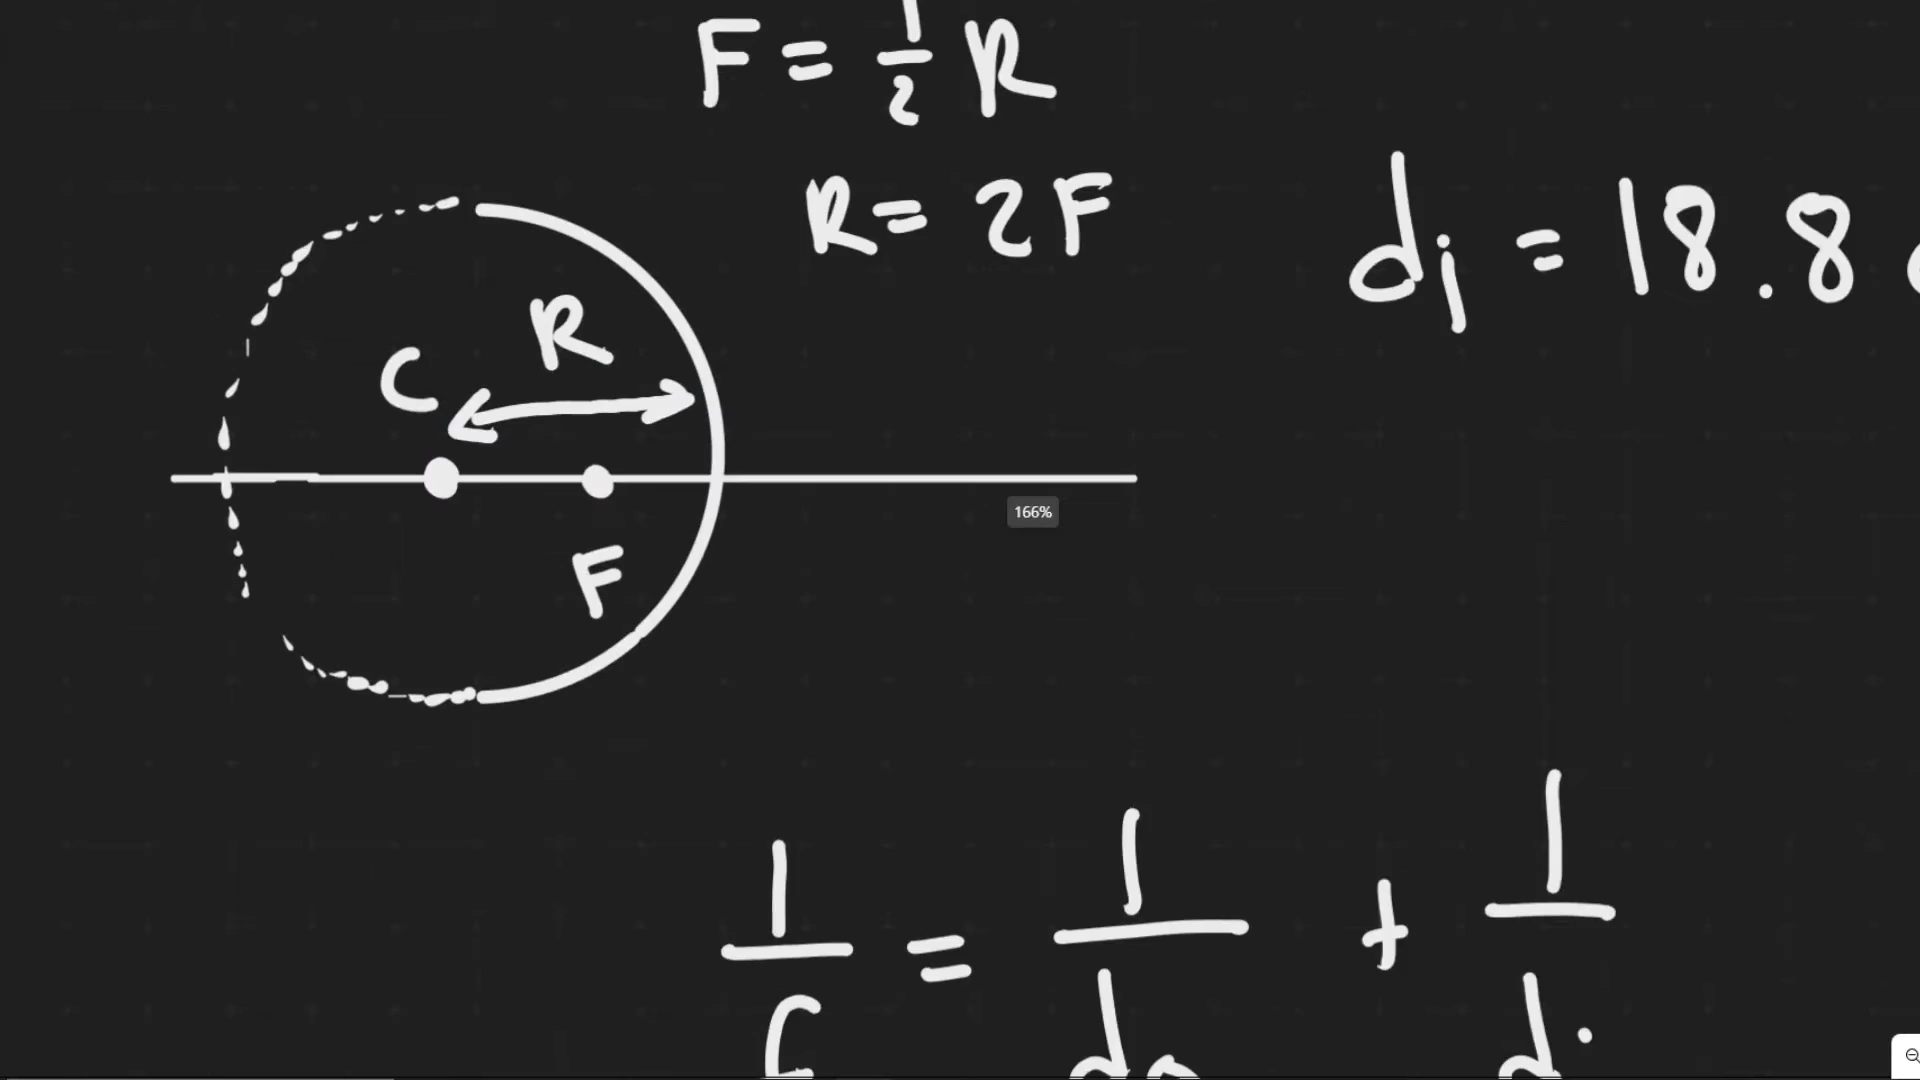 F = 1/2 R
R = 2F
di = 18.8
R
C
166%
F
1/f = 1/do + 1/di